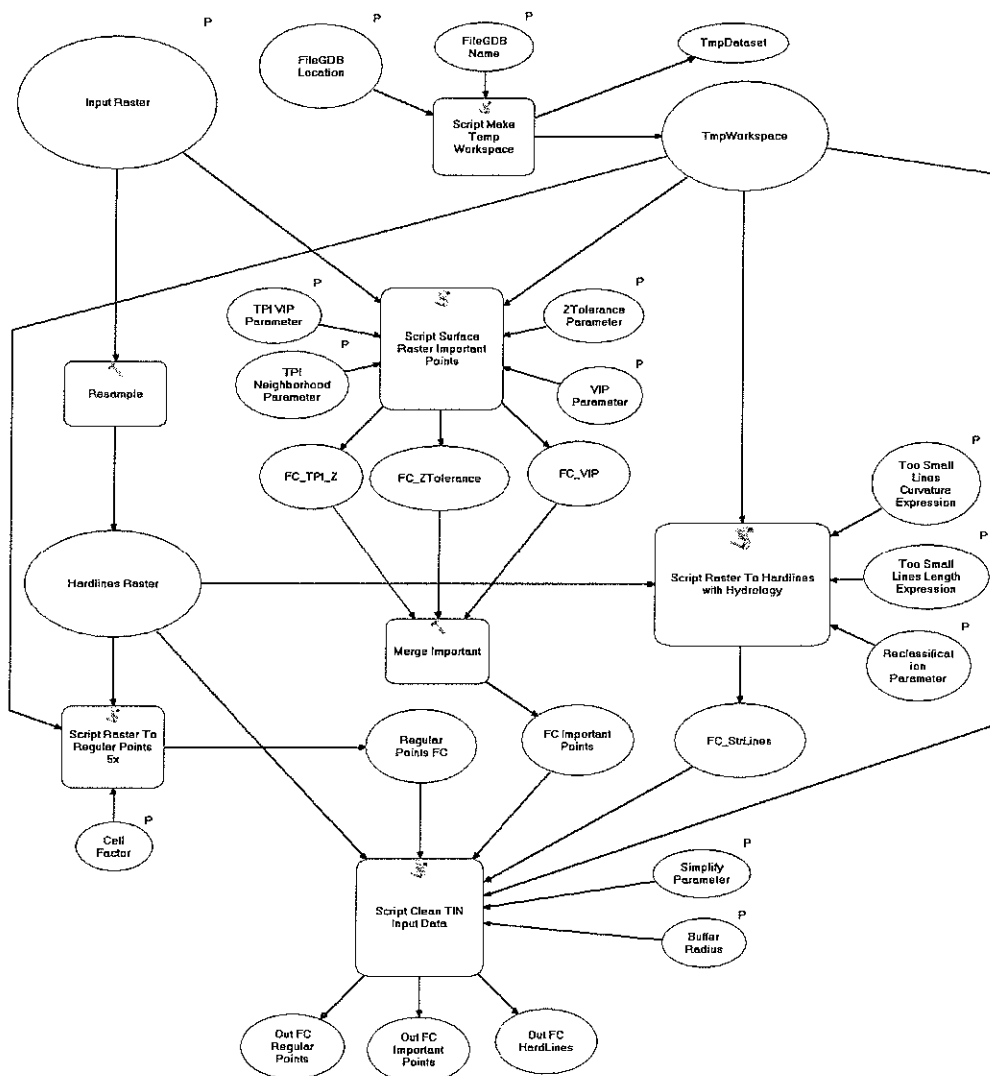 P
P
P
FileGDB
Name
FileGDB
Location
TmpDataset
Input Raster
Script Make
Temp
Workspace
TmpWorkspace
P
TPI VIP
Parameter
P
ZTolerance
Parameter
Script Surface
Raster Important
Points
P
TPI
Neighborhood
Parameter
P
VIP
Parameter
Resample
FC_TPI_Z
FC_ZTolerance
FC_VIP
P
Too Small
Lines
Curvature
Expression
P
Too Small
Lines Length
Expression
Hardlines Raster
Script Raster To Hardlines
with Hydrology
P
Reclassificat
ion
Parameter
Merge Important
Script Raster To
Regular Points
5x
Regular
Points FC
FC Important
Points
FC_StrLines
P
Cell
Factor
P
Simplify
Parameter
Script Clean TIN
Input Data
P
Buffer
Radius
Out FC
Regular
Points
Out FC
Important
Points
Out FC
HardLines